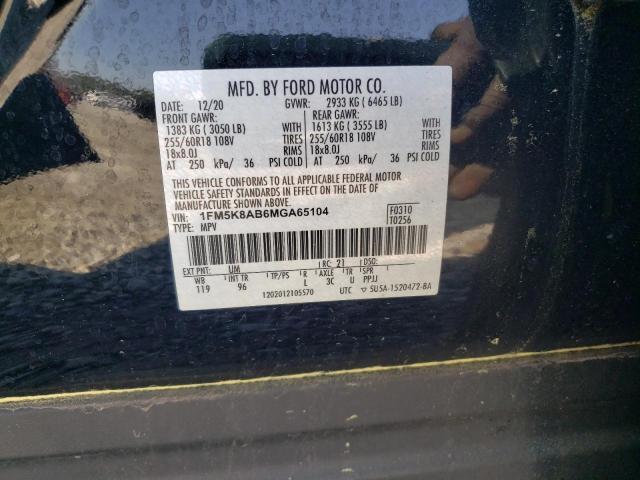 MFD. BY FORD MOTOR CO.
DATE: 12/20 GVWR: 2933 KG ( 6465 LB)
FRONT GAWR: REAR GAWR:
1383 KG ( 3050 LB) WITH 1613 KG ( 3555 LB) WITH
255/60R18 108V TIRES 255/60R18 108V TIRES
18x8.0J RIMS 18x8.0J RIMS
AT 250 kPa/ 36 PSI COLD AT 250 kPa/ 36 PSI COLD
THIS VEHICLE CONFORMS TO ALL APPLICABLE FEDERAL MOTOR
VEHICLE SAFETY STANDARDS IN EFFECT ON THE DATE OF
MANUFACTURE SHOWN ABOVE.
VIN: 1FM5K8AB6MGA65104 F0310
TYPE: MPV T0256
EXT PNT: UM RC: 21 DSO:
WB INT TR TP/PS R AXLE TR SPR
119 96 L 3C U PPJJ
1202012105570 UTC ▽ 5U5A-1520472-BA